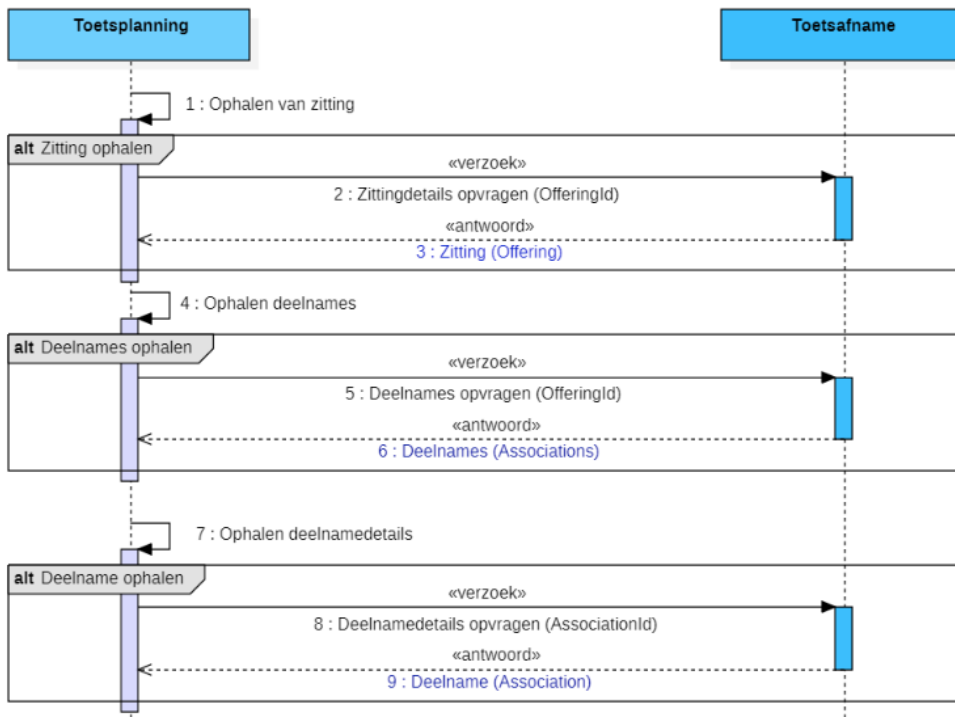 Toetsplanning
Toetsafname
1 : Ophalen van zitting
alt Zitting ophalen
«verzoek»
2 : Zittingdetails opvragen (OfferingId)
«antwoord»
3 : Zitting (Offering)
4 : Ophalen deelnames
alt Deelnames ophalen
«verzoek»
5 : Deelnames opvragen (OfferingId)
«antwoord»
6 : Deelnames (Associations)
7 : Ophalen deelnamedetails
alt Deelname ophalen
«verzoek»
8 : Deelnamedetails opvragen (AssociationId)
«antwoord»
9 : Deelname (Association)